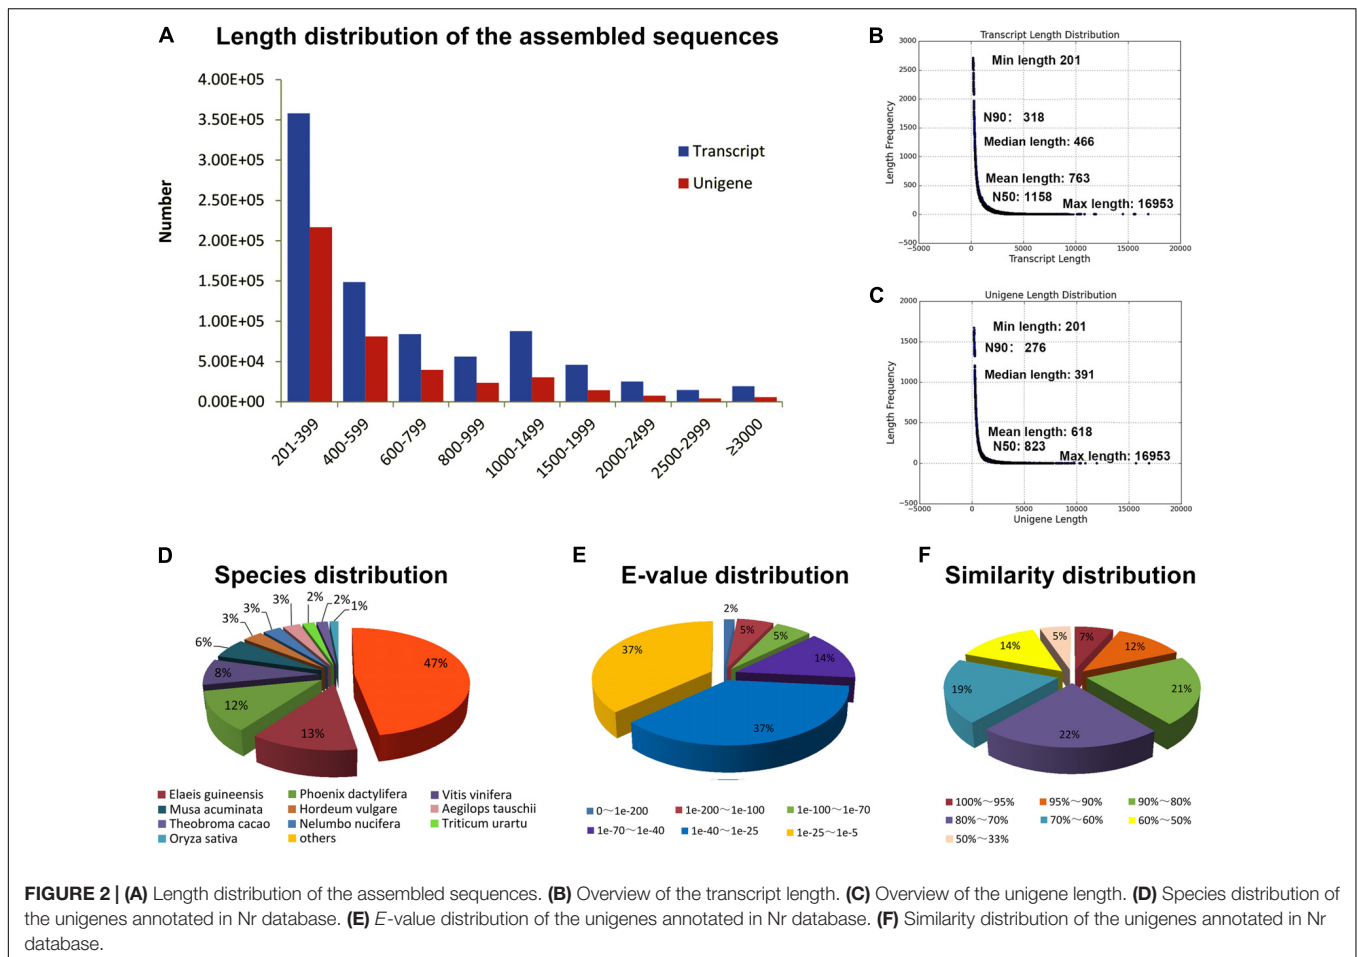 A
Length distribution of the assembled sequences
4.00E+05
3.50E+05
3.00E+05
2.50E+05
2.00E+05
1.50E+05
1.00E+05
5.00E+04
0.00E+00
Number
Transcript
Unigene
201-399
400-599
600-799
800-999
1000-1499
1500-1999
2000-2499
2500-2999
≥3000
B
Transcript Length Distribution
3000
2500
2000
1500
1000
500
0
−500
Length Frequency
Min length 201
N90: 318
Median length: 466
Mean length: 763
N50: 1158
Max length: 16953
−5000 0 5000 10000 15000 20000
Transcript Length
C
Unigene Length Distribution
2000
1500
1000
500
0
−500
Length Frequency
Min length: 201
N90: 276
Median length: 391
Mean length: 618
N50: 823
Max length: 16953
−5000 0 5000 10000 15000 20000
Unigene Length
D
Species distribution
47%
13%
12%
8%
6%
3%
3%
3%
2%
2%
1%
Elaeis guineensis Phoenix dactylifera Vitis vinifera
Musa acuminata Hordeum vulgare Aegilops tauschii
Theobroma cacao Nelumbo nucifera Triticum urartu
Oryza sativa others
E
E-value distribution
2%
5%
5%
14%
37%
37%
0~1e-200 1e-200~1e-100 1e-100~1e-70
1e-70~1e-40 1e-40~1e-25 1e-25~1e-5
F
Similarity distribution
7%
12%
21%
22%
19%
14%
5%
100%~95% 95%~90% 90%~80%
80%~70% 70%~60% 60%~50%
50%~33%
FIGURE 2 | (A) Length distribution of the assembled sequences. (B) Overview of the transcript length. (C) Overview of the unigene length. (D) Species distribution of
the unigenes annotated in Nr database. (E) E-value distribution of the unigenes annotated in Nr database. (F) Similarity distribution of the unigenes annotated in Nr
database.